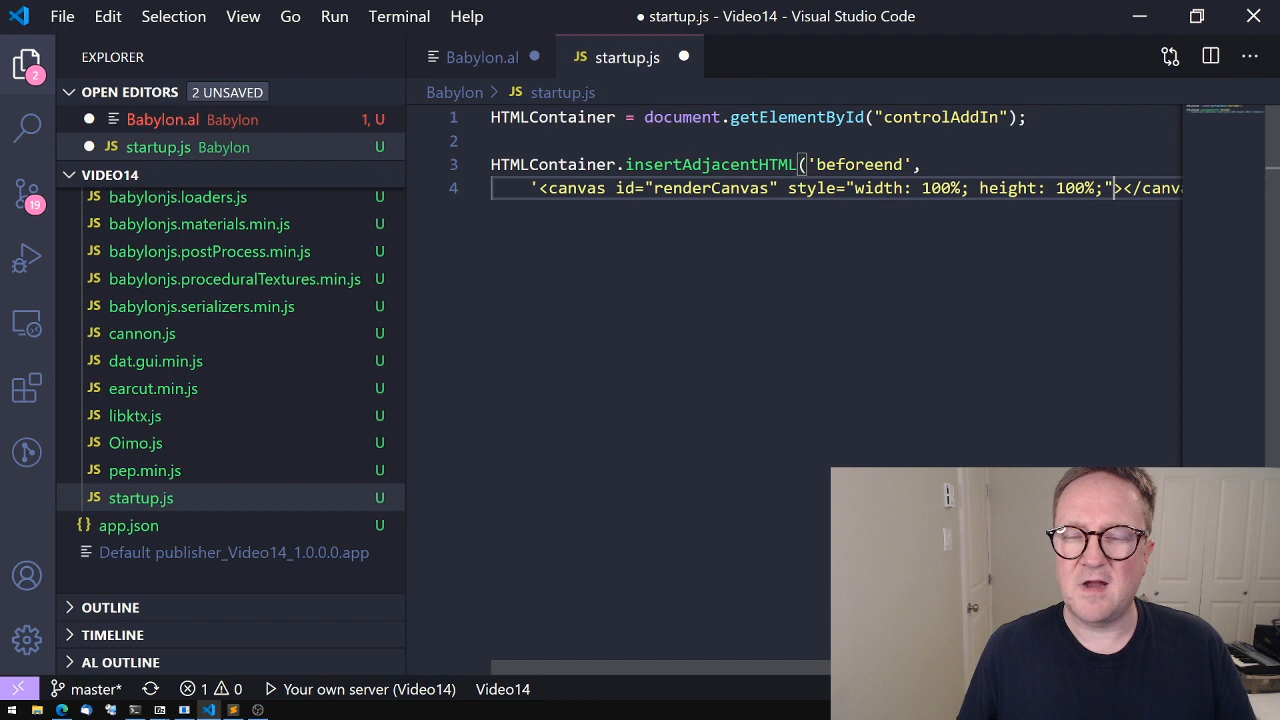 File Edit Selection View Go Run Terminal Help ● startup.js - Video14 - Visual Studio Code
EXPLORER
OPEN EDITORS 2 UNSAVED
Babylon.al Babylon 1, U
JS startup.js Babylon U
VIDEO14
JS babylonjs.loaders.js U
JS babylonjs.materials.min.js U
JS babylonjs.postProcess.min.js U
JS babylonjs.proceduralTextures.min.js U
JS babylonjs.serializers.min.js U
JS cannon.js U
JS dat.gui.min.js U
JS earcut.min.js U
JS libktx.js U
JS Oimo.js U
JS pep.min.js U
JS startup.js U
{} app.json U
Default publisher_Video14_1.0.0.0.app
OUTLINE
TIMELINE
AL OUTLINE
2
19
Babylon.al JS startup.js
Babylon > JS startup.js
1 HTMLContainer = document.getElementById("controlAddIn");
2
3 HTMLContainer.insertAdjacentHTML('beforeend',
4 '<canvas id="renderCanvas" style="width: 100%; height: 100%;"></canva
master* 1 0 Your own server (Video14) Video14